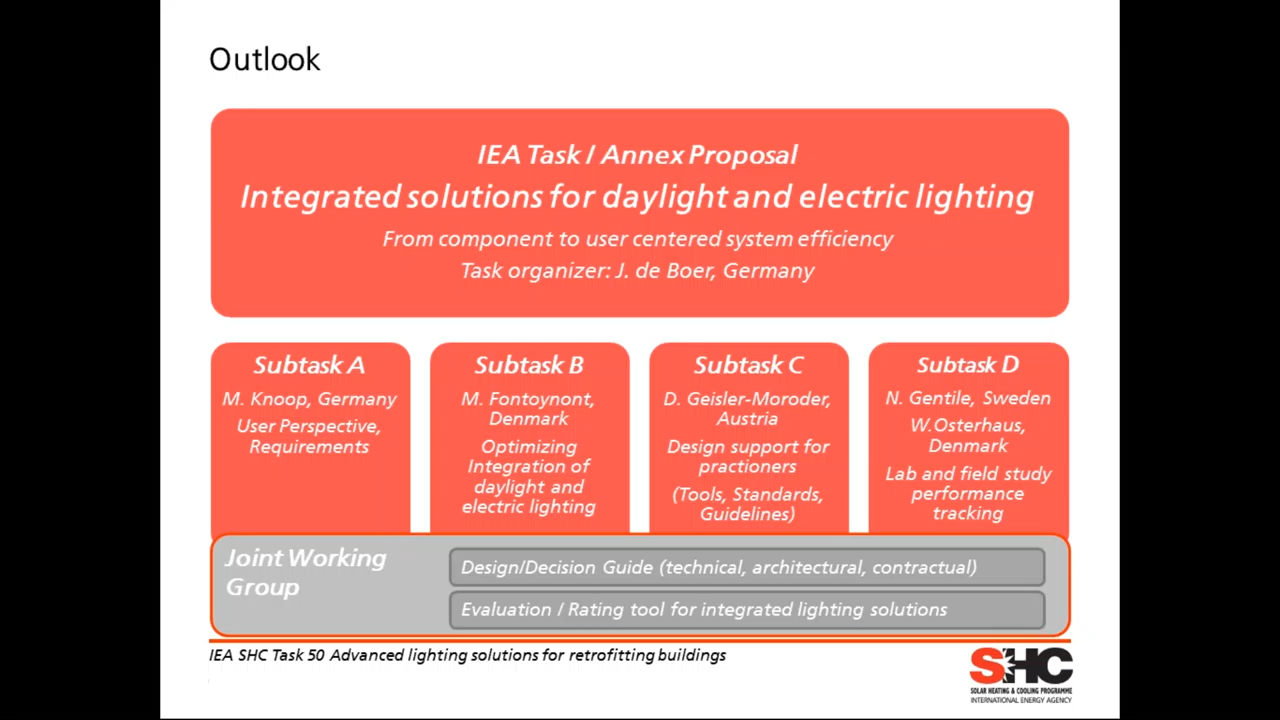 Outlook
IEA Task / Annex Proposal
Integrated solutions for daylight and electric lighting
From component to user centered system efficiency
Task organizer: J. de Boer, Germany
Subtask A
M. Knoop, Germany
User Perspective,
Requirements
Subtask B
M. Fontoynont,
Denmark
Optimizing
Integration of
daylight and
electric lighting
Subtask C
D. Geisler-Moroder,
Austria
Design support for
practioners
(Tools, Standards,
Guidelines)
Subtask D
N. Gentile, Sweden
W.Osterhaus,
Denmark
Lab and field study
performance
tracking
Joint Working
Group
Design/Decision Guide (technical, architectural, contractual)
Evaluation / Rating tool for integrated lighting solutions
IEA SHC Task 50 Advanced lighting solutions for retrofitting buildings
SHC
SOLAR HEATING & COOLING PROGRAMME
INTERNATIONAL ENERGY AGENCY